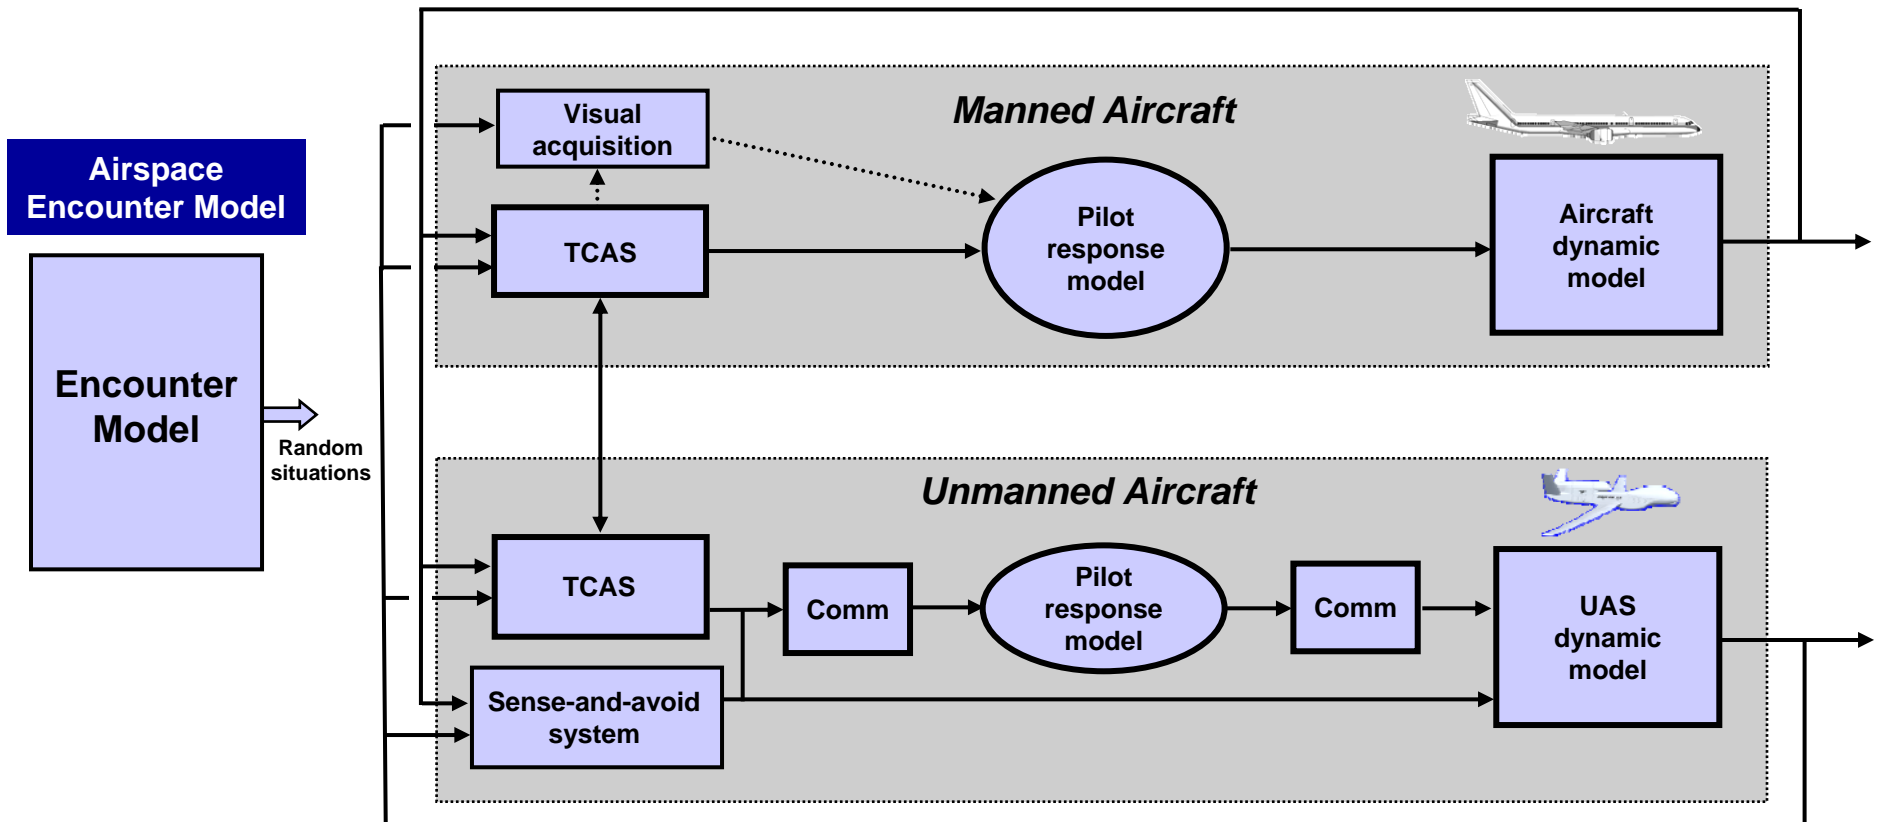 Airspace
Encounter Model
Encounter
Model
Random
situations
Manned Aircraft
Visual
acquisition
TCAS
Pilot
response
model
Aircraft
dynamic
model
Unmanned Aircraft
TCAS
Comm
Pilot
response
model
Comm
UAS
dynamic
model
Sense-and-avoid
system